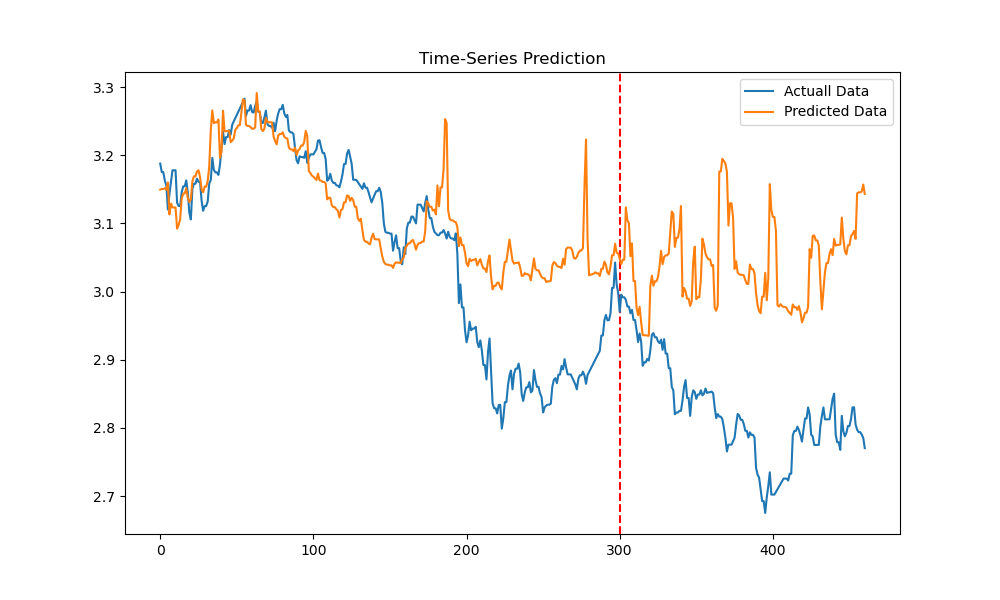 Time-Series Prediction
Actuall Data
Predicted Data
3.3
3.2
3.1
3.0
2.9
2.8
2.7
0 100 200 300 400